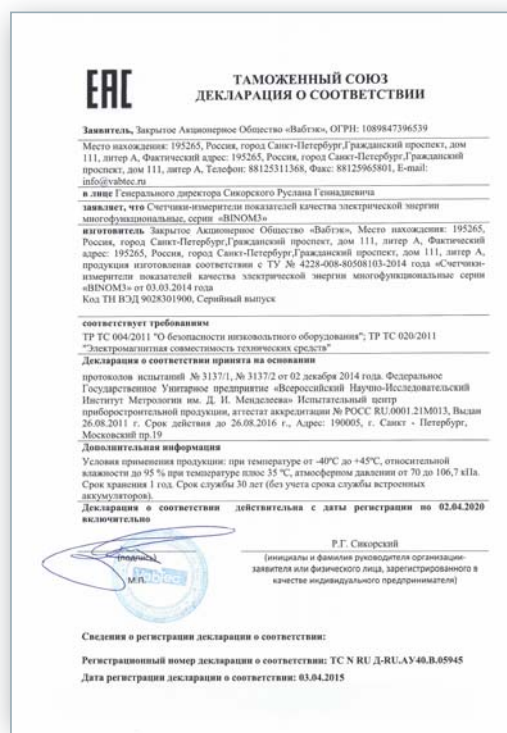 EAC
ТАМОЖЕННЫЙ СОЮЗ
ДЕКЛАРАЦИЯ О СООТВЕТСТВИИ
Заявитель, Закрытое Акционерное Общество «Вабтэк», ОГРН: 1089847396539
Место нахождения: 195265, Россия, город Санкт-Петербург,Гражданский проспект, дом
111, литер А, Фактический адрес: 195265, Россия, город Санкт-Петербург,Гражданский
проспект, дом 111, литер А, Телефон: 88125311368, Факс: 88125965801, E-mail:
info@vabtec.ru
в лице Генерального директора Сикорского Руслана Геннадиевича
заявляет, что Счетчики-измерители показателей качества электрической энергии
многофункциональные, серии «BINOM3»
изготовитель Закрытое Акционерное Общество «Вабтэк», Место нахождения: 195265,
Россия, город Санкт-Петербург,Гражданский проспект, дом 111, литер А, Фактический
адрес: 195265, Россия, город Санкт-Петербург,Гражданский проспект, дом 111, литер А,
продукция изготовленая соответствии с ТУ № 4228-008-80508103-2014 года «Счетчики-
измерители показателей качества электрической энергии многофункциональные серии
«BINOM3» от 03.03.2014 года
Код ТН ВЭД 9028301900, Серийный выпуск
соответствует требованиям
ТР ТС 004/2011 "О безопасности низковольтного оборудования"; ТР ТС 020/2011
"Электромагнитная совместимость технических средств"
Декларация о соответствии принята на основании
протоколов испытаний № 3137/1, № 3137/2 от 02 декабря 2014 года. Федеральное
Государственное Унитарное предприятие «Всероссийский Научно-Исследовательский
Институт Метрологии им. Д. И. Менделеева» Испытательный центр
приборостроительной продукции, аттестат аккредитации № РОСС RU.0001.21МО13, Выдан
26.08.2011 г. Срок действия до 26.08.2016 г., Адрес: 190005, г. Санкт - Петербург,
Московский пр.19
Дополнительная информация
Условия применения продукции: при температуре от -40°С до +45°С, относительной
влажности до 95 % при температуре плюс 35 °С, атмосферном давлении от 70 до 106,7 кПа.
Срок хранения 1 год. Срок службы 30 лет (без учета срока службы встроенных
аккумуляторов).
Декларация о соответствии действительна с даты регистрации по 02.04.2020
включительно
Р.Г. Сикорский
(подпись)
(инициалы и фамилия руководителя организации-
заявителя или физического лица, зарегистрированного в
качестве индивидуального предпринимателя)
М.П.
Vabtec
Сведения о регистрации декларации о соответствии:
Регистрационный номер декларации о соответствии: ТС N RU Д-RU.АУ40.В.05945
Дата регистрации декларации о соответствии: 03.04.2015